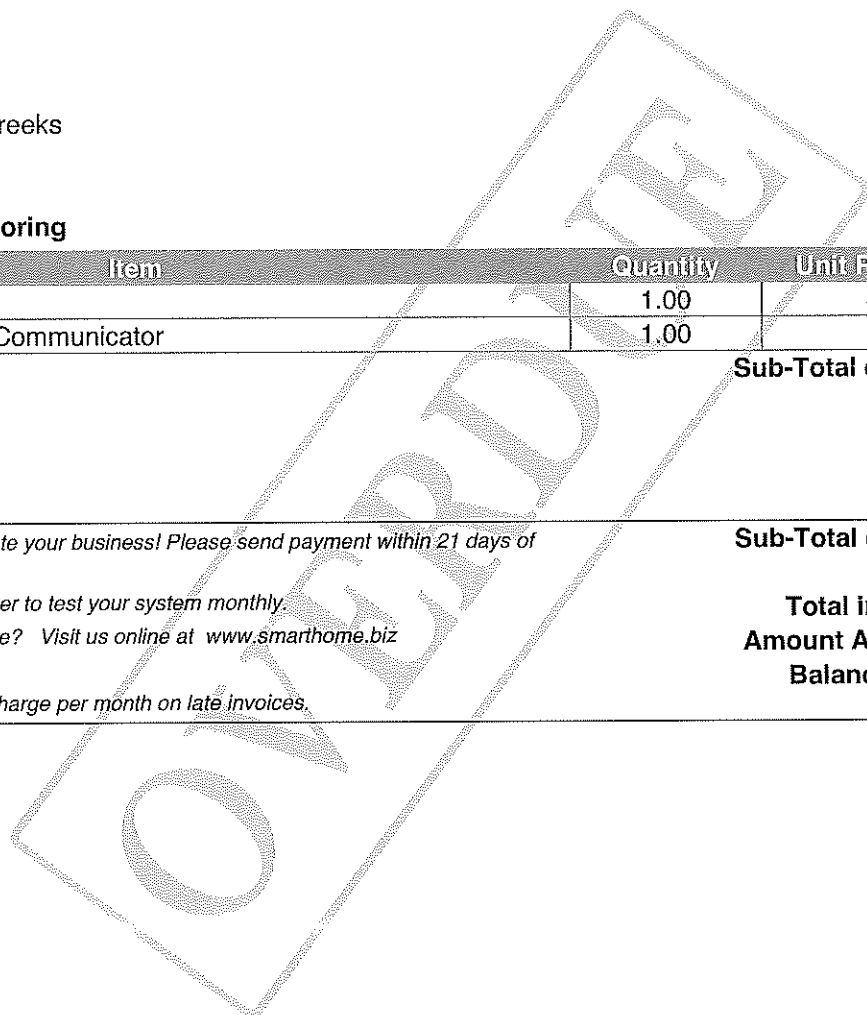 reeks
oring
Item Quantity Unit
1.00
Communicator 1.00
Sub-Total
te your business! Please send payment within 21 days of
Sub-Total
er to test your system monthly.
Total
e? Visit us online at www.smarthome.biz
Amount
Balanc
harge per month on late invoices.
OVERDUE